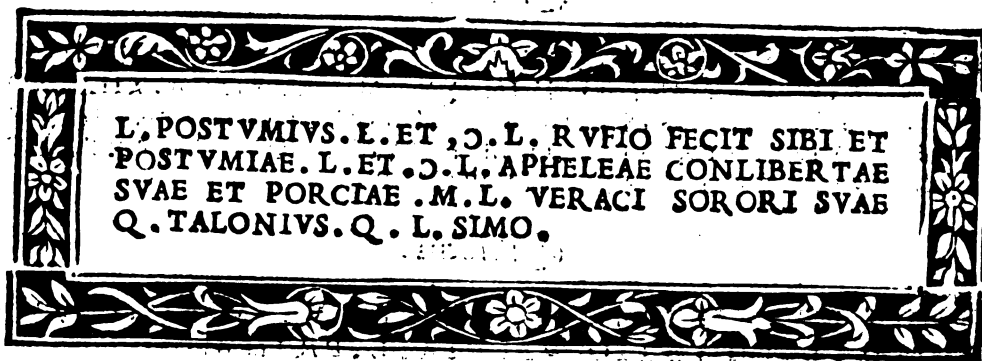 L. POSTVMIVS. L. ET , Ɔ. L. RVFIO FECIT SIBI ET
POSTVMIAE. L. ET . Ɔ. L. APHELEAE CONLIBERTAE
SVAE ET PORCIAE . M. L. VERACI SORORI SVAE
Q. TALONIVS. Q. L. SIMO.